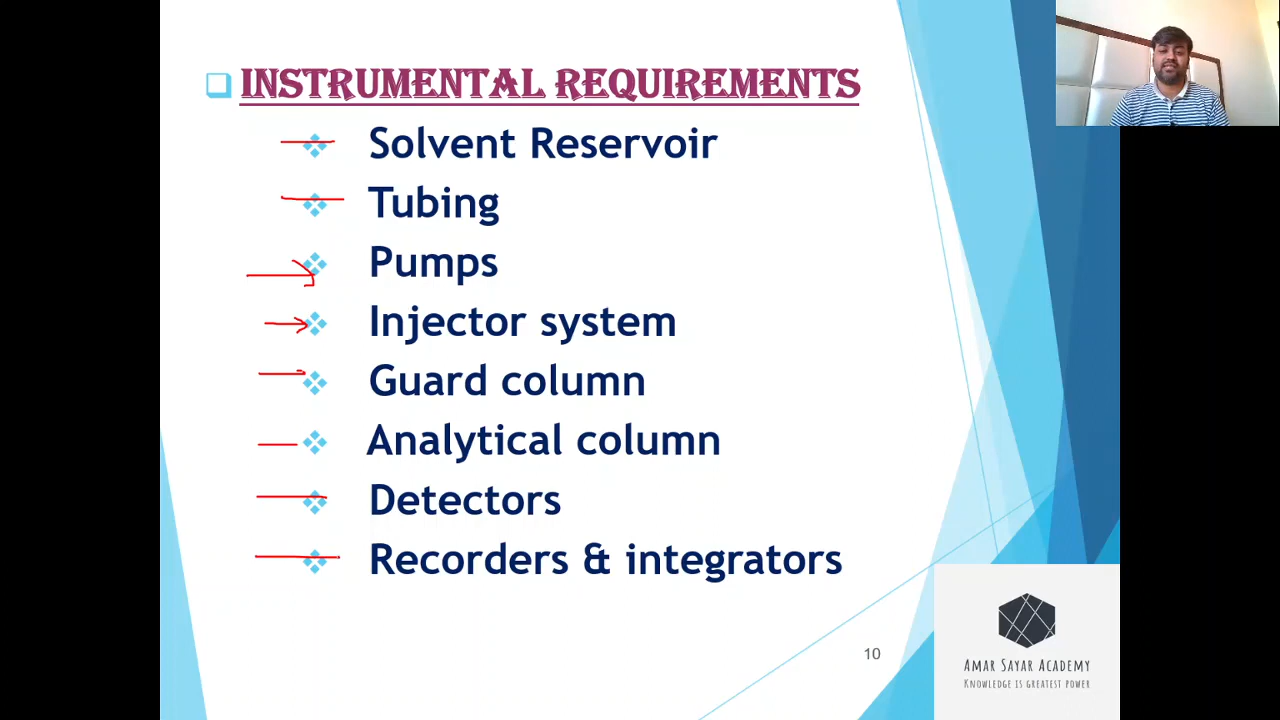 INSTRUMENTAL REQUIREMENTS
Solvent Reservoir
Tubing
Pumps
Injector system
Guard column
Analytical column
Detectors
Recorders & integrators
10
AMAR SAYAR ACADEMY
KNOWLEDGE IS GREATEST POWER